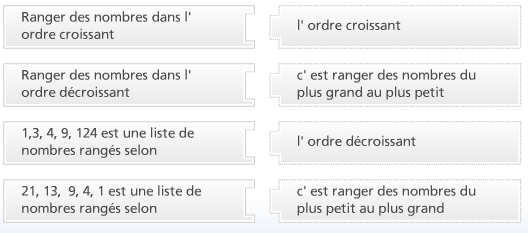 Ranger des nombres dans l'
ordre croissant
l' ordre croissant
Ranger des nombres dans l'
ordre décroissant
c' est ranger des nombres du
plus grand au plus petit
1,3, 4, 9, 124 est une liste de
nombres rangés selon
l' ordre décroissant
21, 13, 9, 4, 1 est une liste de
nombres rangés selon
c' est ranger des nombres du
plus petit au plus grand